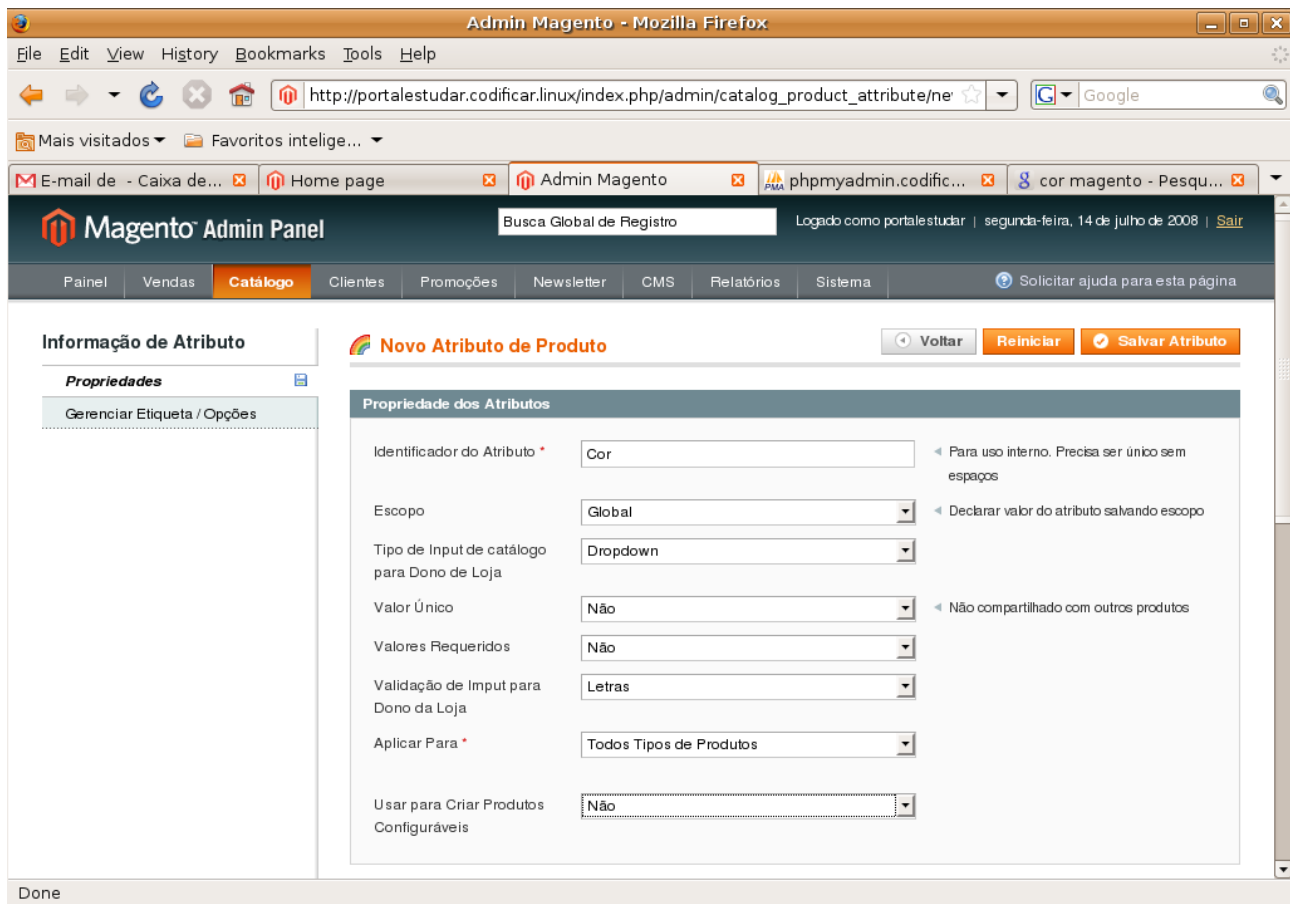 Admin Magento - Mozilla Firefox
File Edit View History Bookmarks Tools Help
http://portalestudar.codificar.linux/index.php/admin/catalog_product_attribute/ne
Google
Mais visitados
Favoritos intelige...
E-mail de - Caixa de...
Home page
Admin Magento
phpmyadmin.codific...
cor magento - Pesqu...
Magento Admin Panel
Busca Global de Registro
Logado como portalestudar | segunda-feira, 14 de julho de 2008 | Sair
Painel Vendas Catálogo Clientes Promoções Newsletter CMS Relatórios Sistema
Solicitar ajuda para esta página
Informação de Atributo
Propriedades
Gerenciar Etiqueta / Opções
Novo Atributo de Produto
Voltar Reiniciar Salvar Atributo
Propriedade dos Atributos
Identificador do Atributo *
Cor
Para uso interno. Precisa ser único sem
espaços
Escopo
Global
Declarar valor do atributo salvando escopo
Tipo de Input de catálogo
para Dono de Loja
Dropdown
Valor Único
Não
Não compartilhado com outros produtos
Valores Requeridos
Não
Validação de Imput para
Dono da Loja
Letras
Aplicar Para *
Todos Tipos de Produtos
Usar para Criar Produtos
Configuráveis
Não
Done